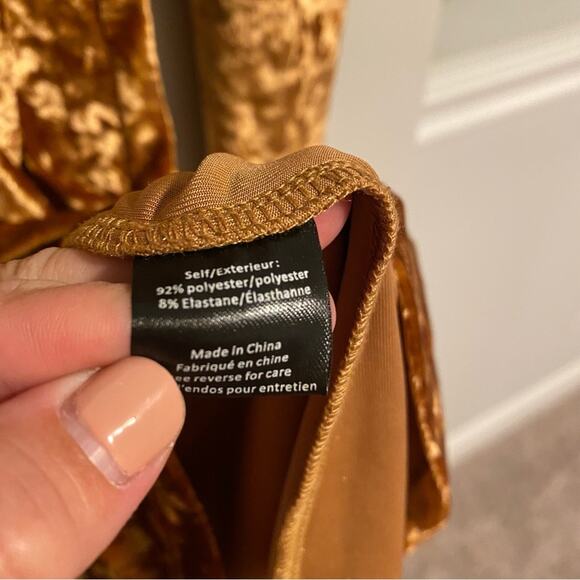 Self/Exterieur:
92% polyester/polyester
8% Elastane/Élasthanne
Made in China
Fabriqué en chine
ee reverse for care
'endos pour entretien